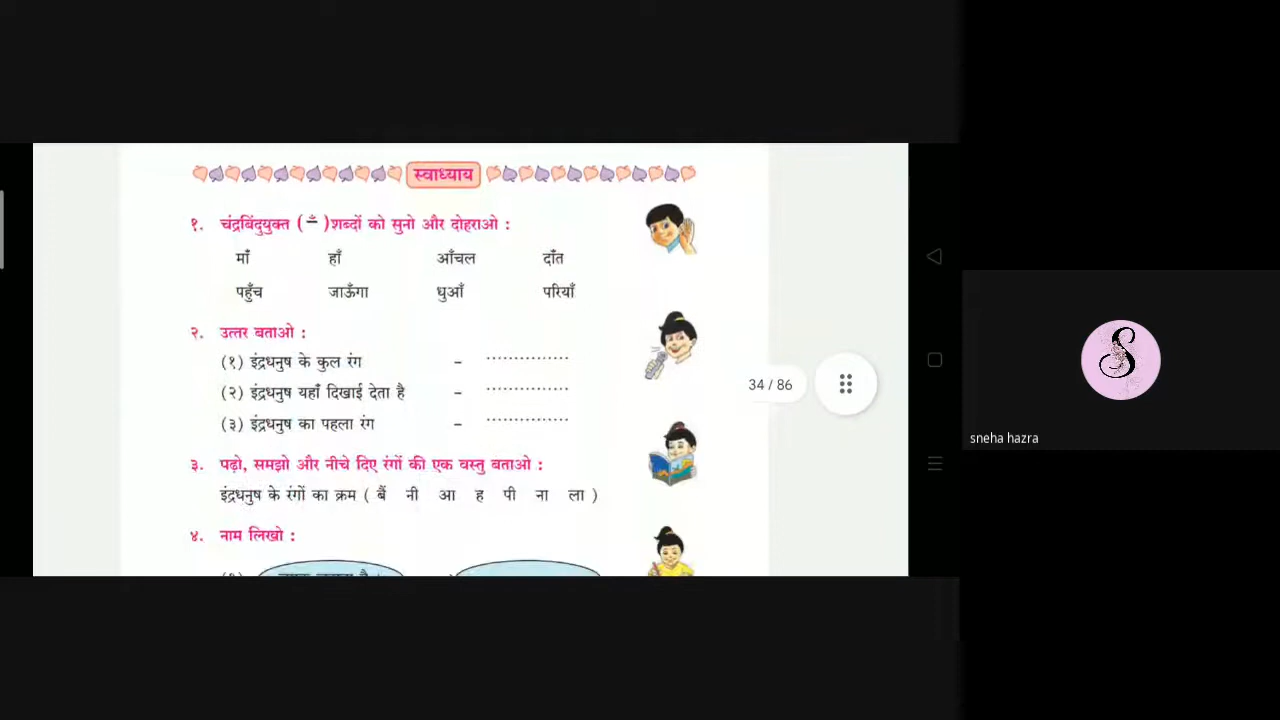 स्वाध्याय
१. चंद्रबिंदुयुक्त ( ँ ) शब्दों को सुनो और दोहराओ :
माँ हाँ आँचल दाँत
पहुँच जाऊँगा धुआँ परियाँ
२. उत्तर बताओ :
(१) इंद्रधनुष के कुल रंग – ...............
(२) इंद्रधनुष यहाँ दिखाई देता है – ...............
(३) इंद्रधनुष का पहला रंग – ...............
३. पढ़ो, समझो और नीचे दिए रंगों की एक वस्तु बताओ :
इंद्रधनुष के रंगों का क्रम ( बैं नी आ ह पी ना ला )
४. नाम लिखो :
34 / 86
S
sneha hazra